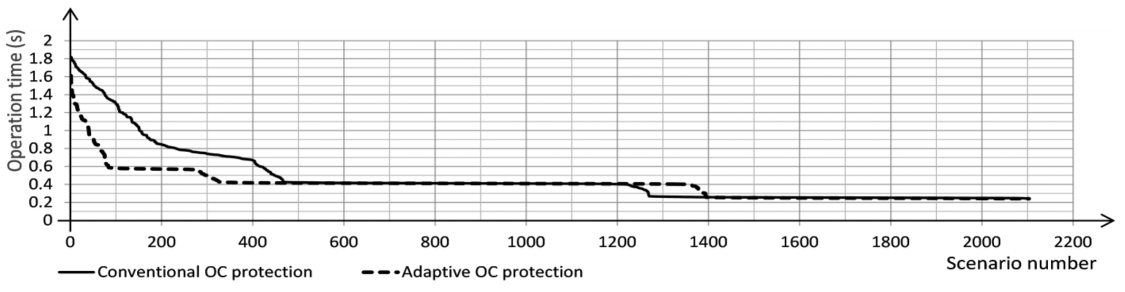 Operation time (s)
2
1.8
1.6
1.4
1.2
1
0.8
0.6
0.4
0.2
0
0 200 400 600 800 1000 1200 1400 1600 1800 2000 2200
Scenario number
Conventional OC protection Adaptive OC protection